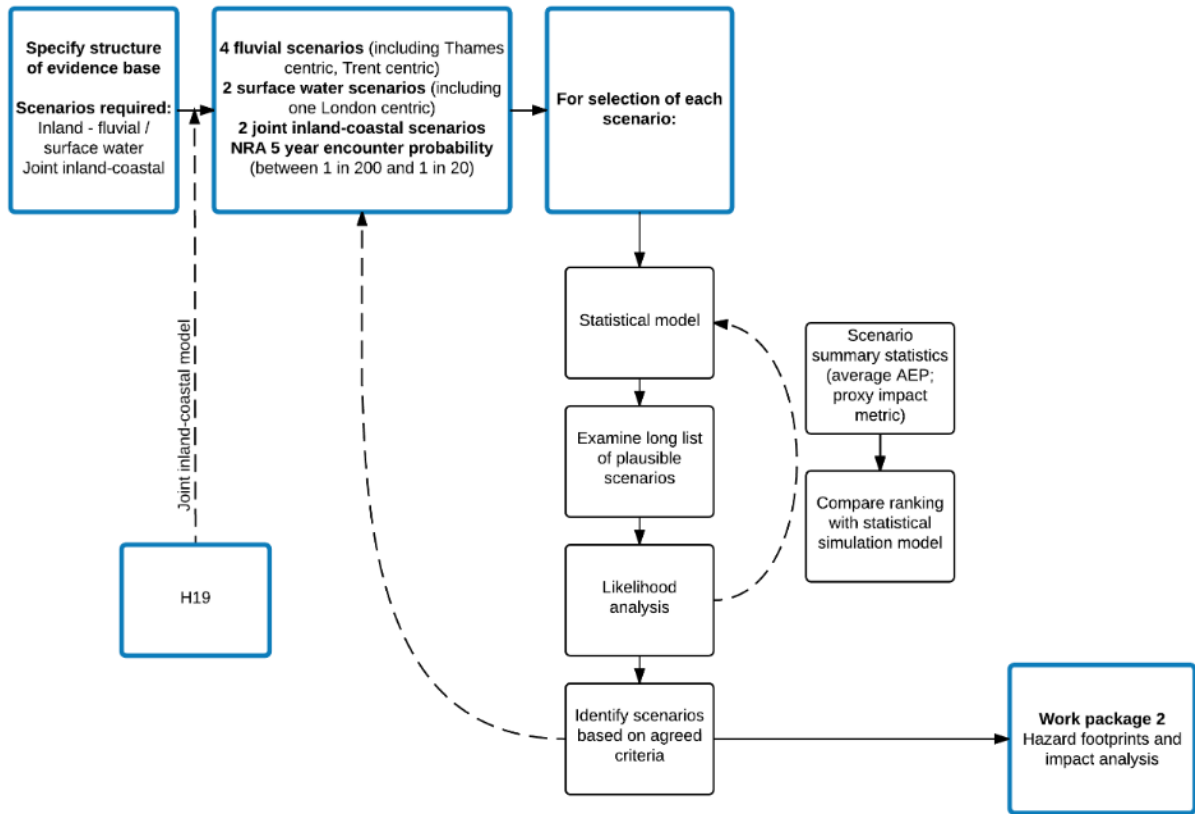 Specify structure
of evidence base
Scenarios required:
Inland - fluvial /
surface water
Joint inland-coastal
4 fluvial scenarios (including Thames
centric, Trent centric)
2 surface water scenarios (including
one London centric)
2 joint inland-coastal scenarios
NRA 5 year encounter probability
(between 1 in 200 and 1 in 20)
For selection of each
scenario:
Joint inland-coastal model
H19
Statistical model
Examine long list
of plausible
scenarios
Likelihood
analysis
Identify scenarios
based on agreed
criteria
Scenario
summary statistics
(average AEP;
proxy impact
metric)
Compare ranking
with statistical
simulation model
Work package 2
Hazard footprints and
impact analysis